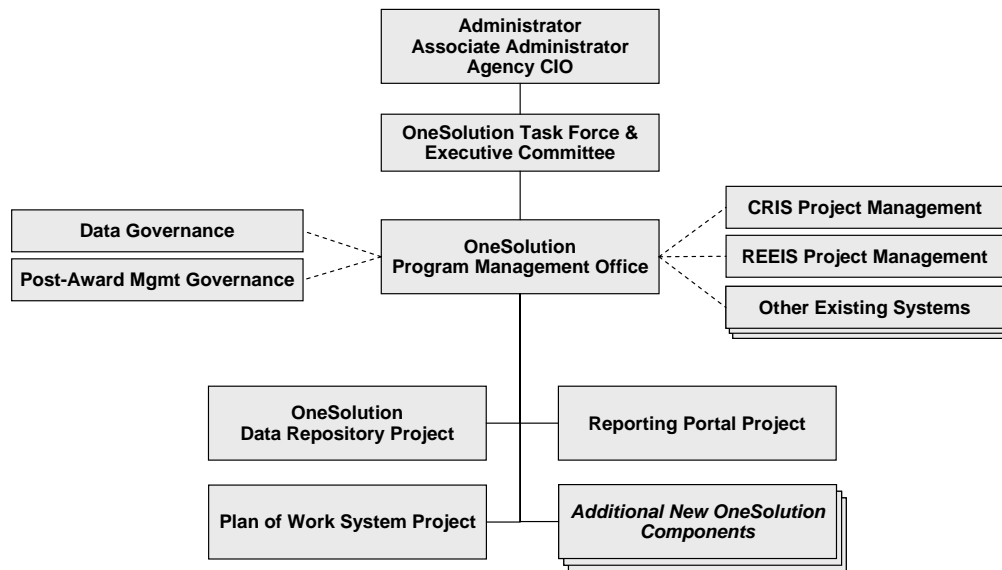 Administrator
Associate Administrator
Agency CIO
OneSolution Task Force &
Executive Committee
Data Governance
Post-Award Mgmt Governance
OneSolution
Program Management Office
CRIS Project Management
REEIS Project Management
Other Existing Systems
OneSolution
Data Repository Project
Reporting Portal Project
Plan of Work System Project
Additional New OneSolution
Components